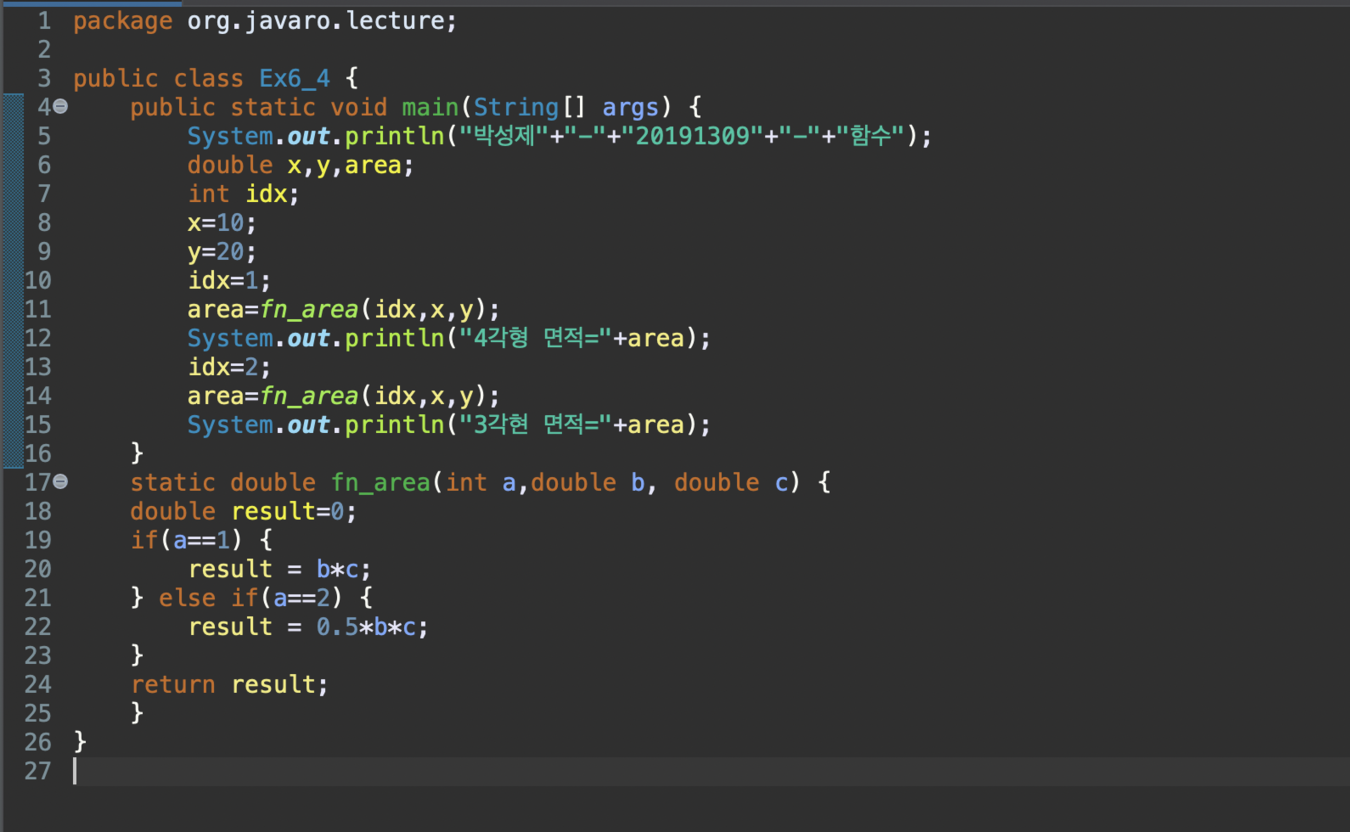 1 package org.javaro.lecture;
2
3 public class Ex6_4 {
4 public static void main(String[] args) {
5 System.out.println("박성제"+"-"+"20191309"+"-"+"함수");
6 double x,y,area;
7 int idx;
8 x=10;
9 y=20;
10 idx=1;
11 area=fn_area(idx,x,y);
12 System.out.println("4각형 면적="+area);
13 idx=2;
14 area=fn_area(idx,x,y);
15 System.out.println("3각현 면적="+area);
16 }
17 static double fn_area(int a,double b, double c) {
18 double result=0;
19 if(a==1) {
20 result = b*c;
21 } else if(a==2) {
22 result = 0.5*b*c;
23 }
24 return result;
25 }
26 }
27